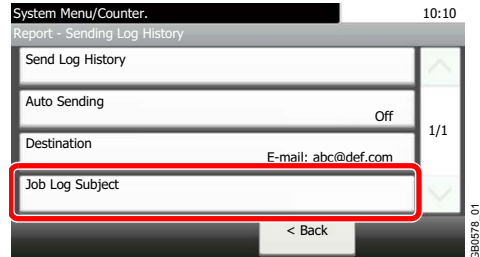 System Menu/Counter. 10:10
Report - Sending Log History
Send Log History
Auto Sending
Off
1/1
Destination
E-mail: abc@def.com
Job Log Subject
< Back
GB0578_01